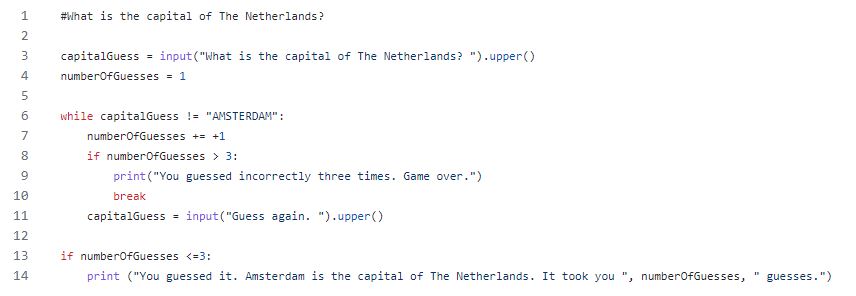 1 #What is the capital of The Netherlands?
2
3 capitalGuess = input("What is the capital of The Netherlands? ").upper()
4 numberOfGuesses = 1
5
6 while capitalGuess != "AMSTERDAM":
7     numberOfGuesses += +1
8     if numberOfGuesses > 3:
9         print("You guessed incorrectly three times. Game over.")
10         break
11     capitalGuess = input("Guess again. ").upper()
12
13 if numberOfGuesses <=3:
14     print ("You guessed it. Amsterdam is the capital of The Netherlands. It took you ", numberOfGuesses, " guesses.")